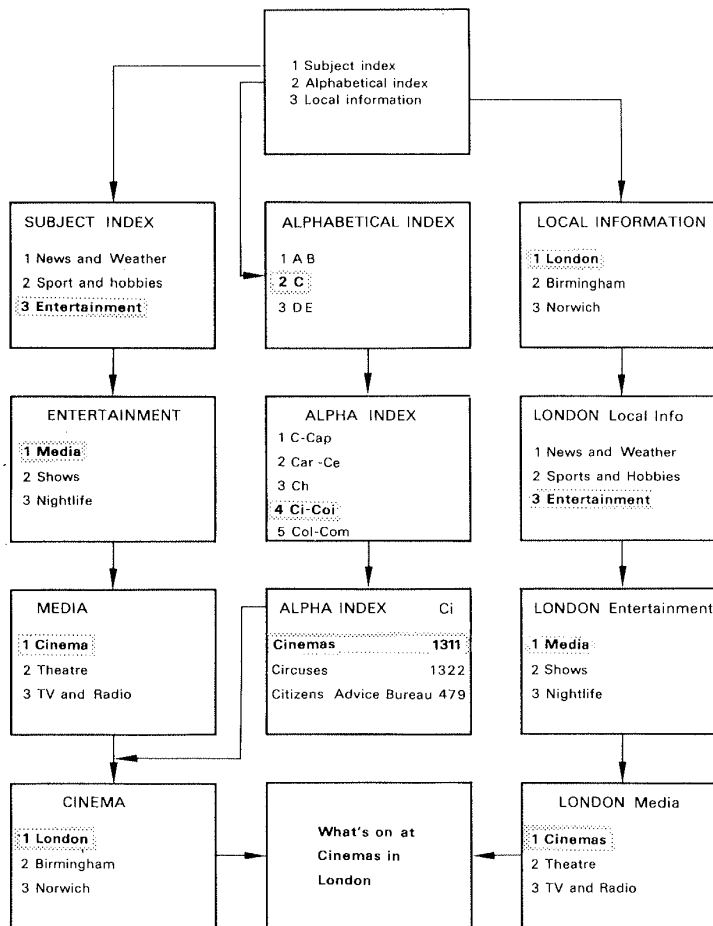 1 Subject index
2 Alphabetical index
3 Local information
SUBJECT INDEX
1 News and Weather
2 Sport and hobbies
3 Entertainment
ALPHABETICAL INDEX
1 A B
2 C
3 D E
LOCAL INFORMATION
1 London
2 Birmingham
3 Norwich
ENTERTAINMENT
1 Media
2 Shows
3 Nightlife
ALPHA INDEX
1 C-Cap
2 Car-Ce
3 Ch
4 Ci-Coi
5 Col-Com
LONDON Local Info
1 News and Weather
2 Sports and Hobbies
3 Entertainment
MEDIA
1 Cinema
2 Theatre
3 TV and Radio
ALPHA INDEX Ci
Cinemas 1311
Circuses 1322
Citizens Advice Bureau 479
LONDON Entertainment
1 Media
2 Shows
3 Nightlife
CINEMA
1 London
2 Birmingham
3 Norwich
What's on at
Cinemas in
London
LONDON Media
1 Cinemas
2 Theatre
3 TV and Radio